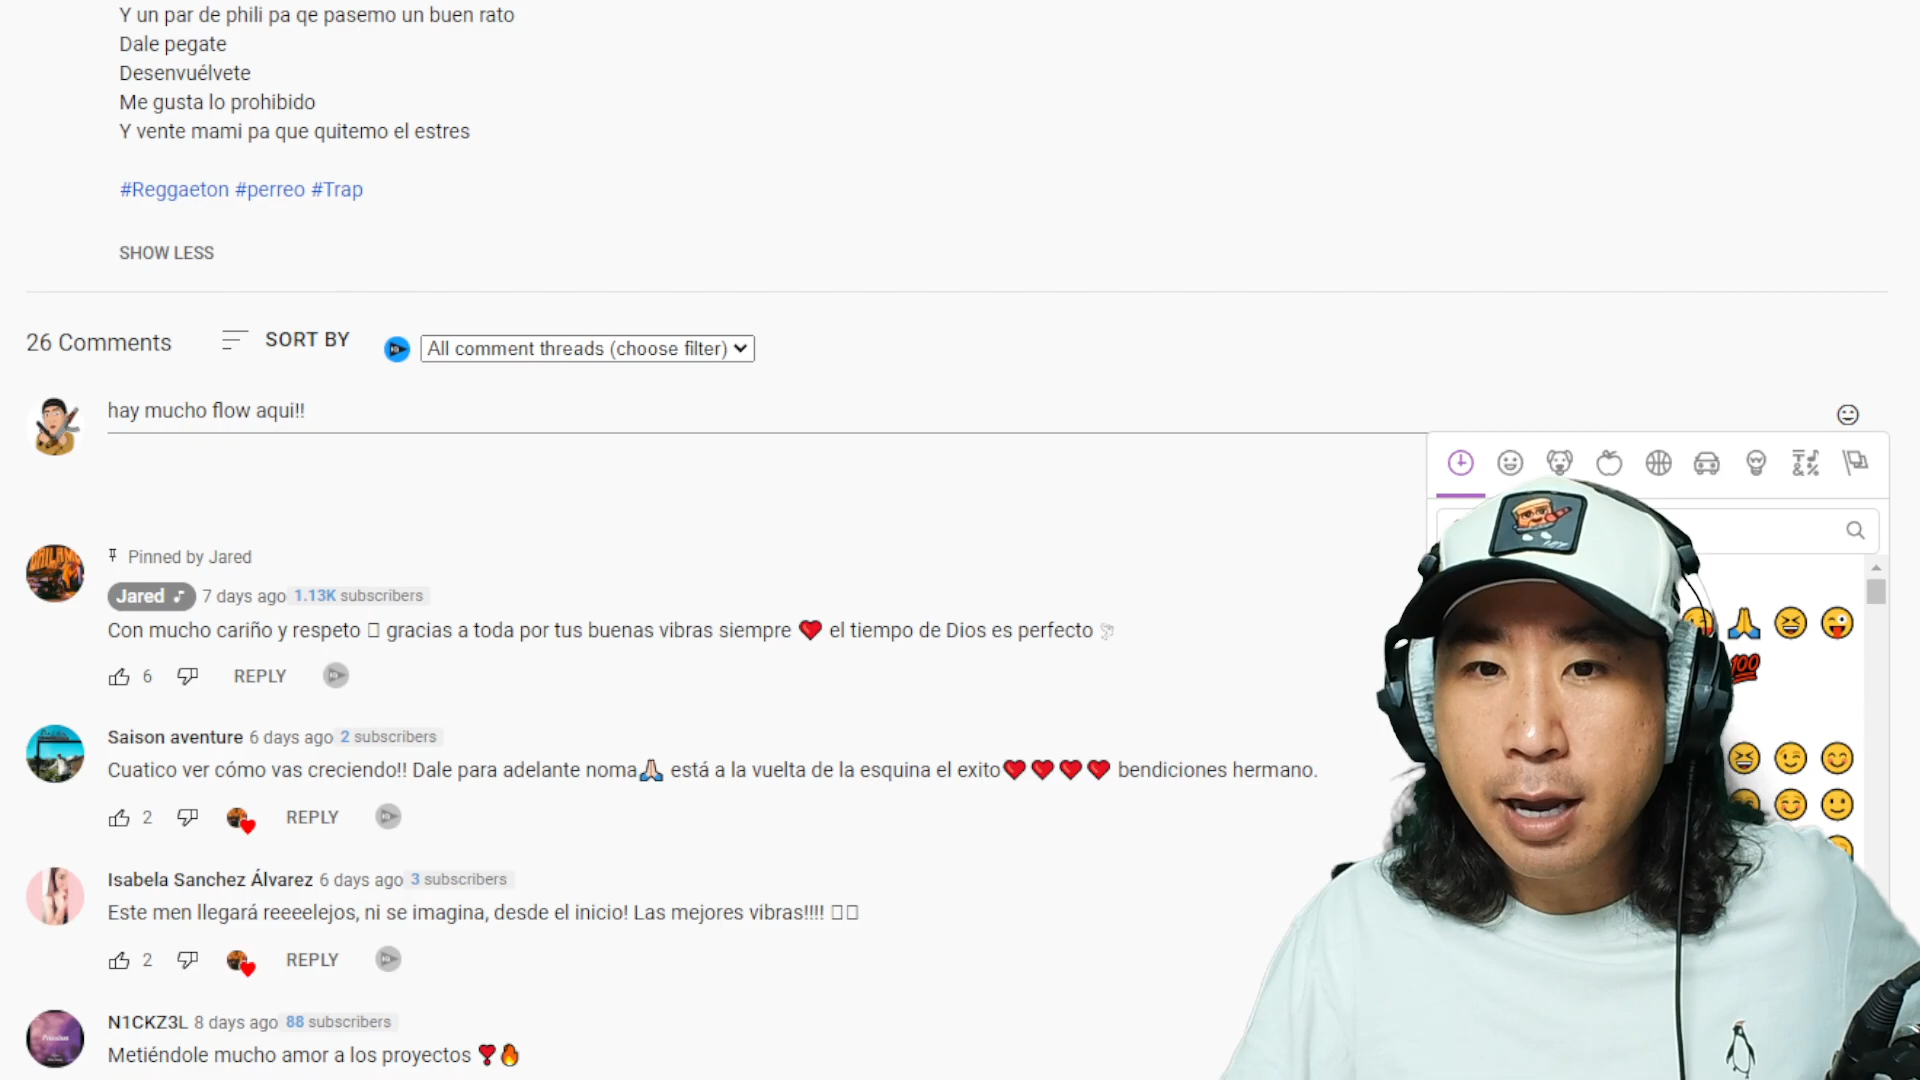 Y un par de phili pa qe pasemo un buen rato
Dale pegate
Desenvuélvete
Me gusta lo prohibido
Y vente mami pa que quitemo el estres
#Reggaeton #perreo #Trap
SHOW LESS
26 Comments SORT BY All comment threads (choose filter)
hay mucho flow aqui!!
Pinned by Jared
Jared 7 days ago 1.13K subscribers
Con mucho cariño y respeto gracias a toda por tus buenas vibras siempre ❤️ el tiempo de Dios es perfecto 🕊
6 REPLY
Saison aventure 6 days ago 2 subscribers
Cuatico ver cómo vas creciendo!! Dale para adelante noma🙏🏻 está a la vuelta de la esquina el exito❤️❤️❤️❤️ bendiciones hermano.
2 REPLY
Isabela Sanchez Álvarez 6 days ago 3 subscribers
Este men llegará reeeelejos, ni se imagina, desde el inicio! Las mejores vibras!!!!
2 REPLY
N1CKZ3L 8 days ago 88 subscribers
Metiéndole mucho amor a los proyectos ❣️🔥